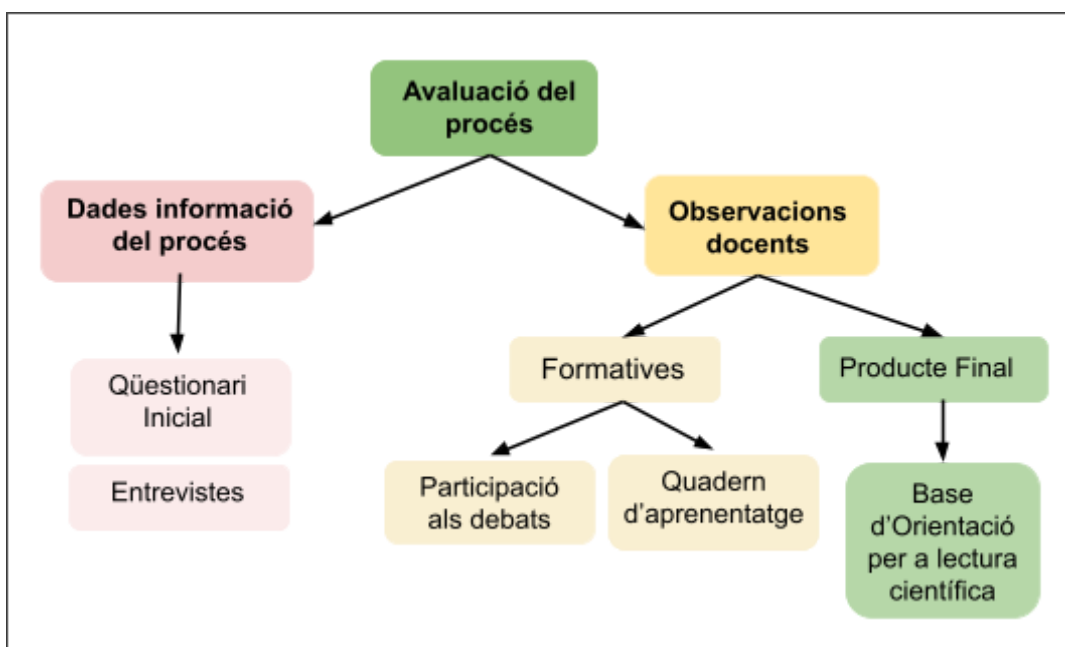 Avaluació del
procés
Dades informació
del procés
Observacions
docents
Qüestionari
Inicial
Entrevistes
Formatives
Producte Final
Participació
als debats
Quadern
d'aprenentatge
Base
d'Orientació
per a lectura
científica